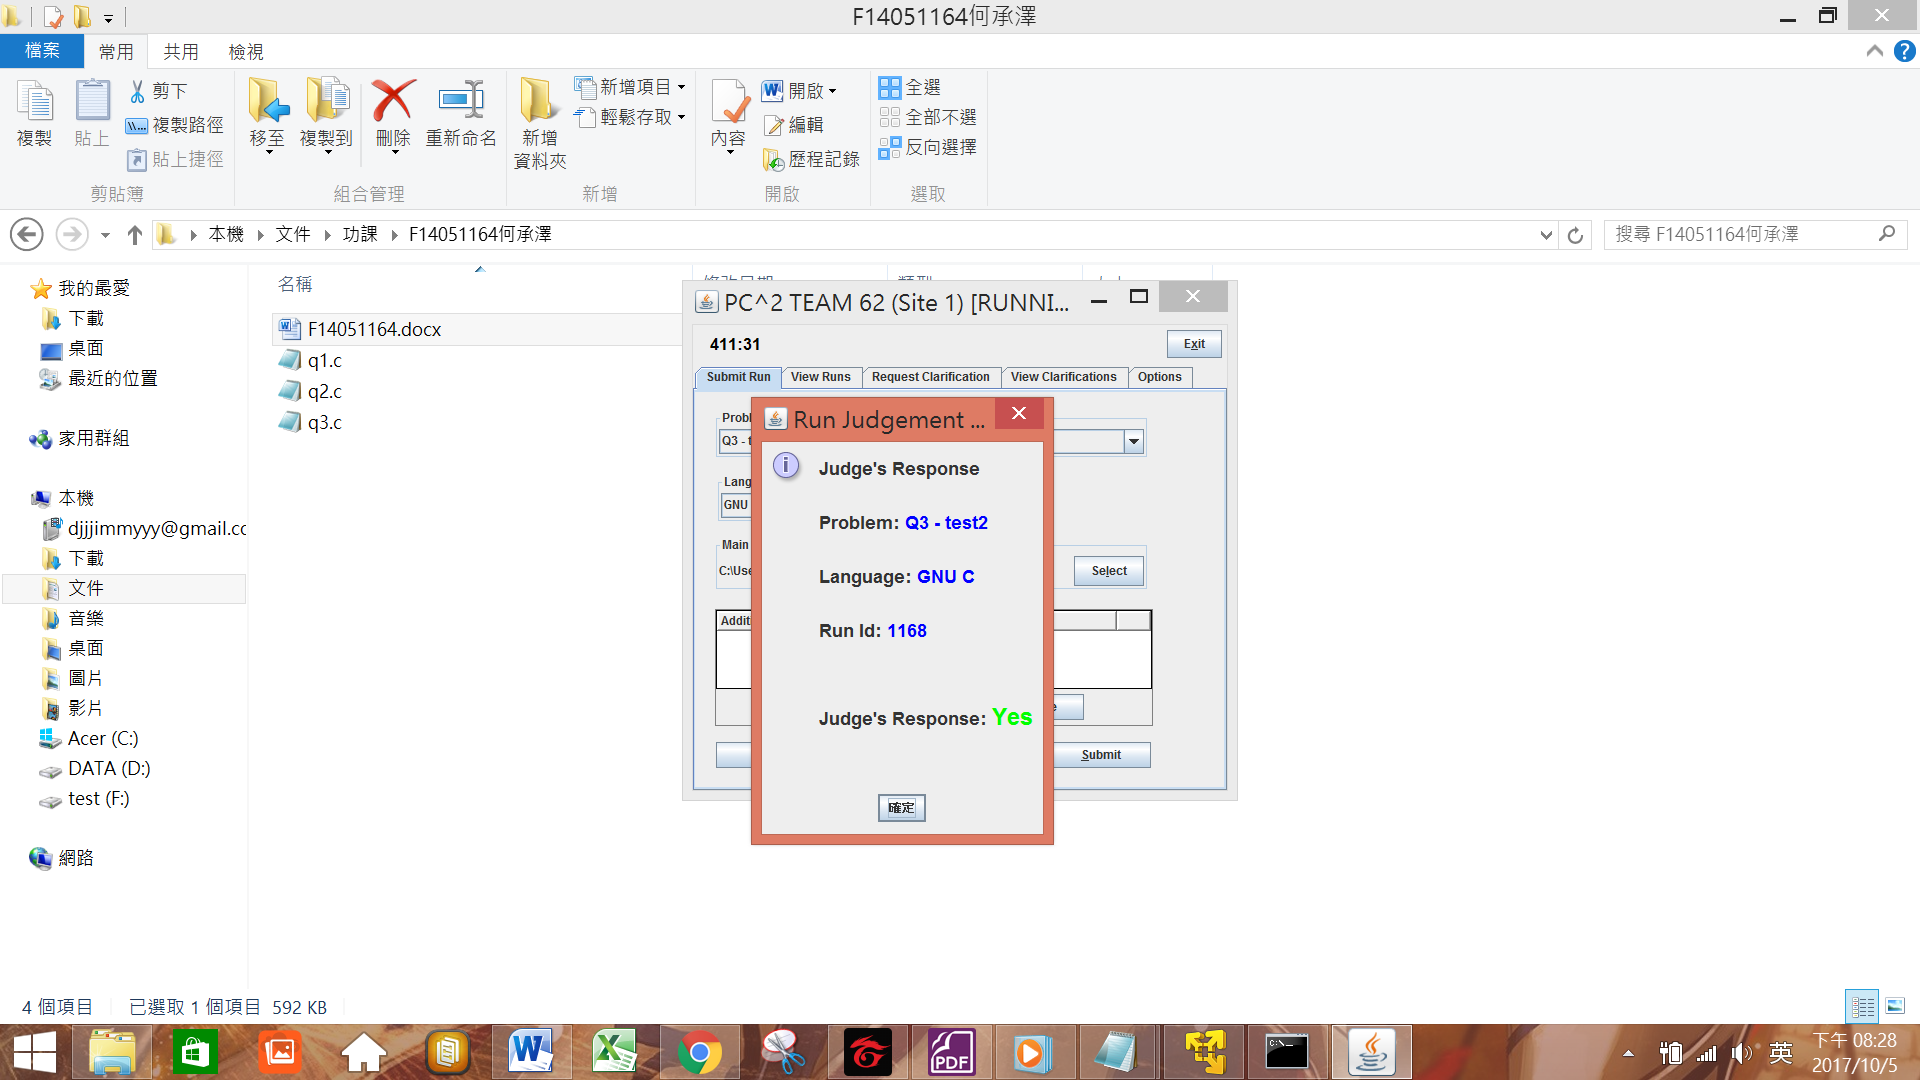 F14051164何承澤
檔案 常用 共用 檢視
複製
貼上
剪下
複製路徑
貼上捷徑
剪貼簿
移至
複製到
刪除
重新命名
組合管理
新增
資料夾
新增項目
輕鬆存取
新增
內容
開啟
編輯
歷程記錄
開啟
全選
全部不選
反向選擇
選取
本機 文件 功課 F14051164何承澤
搜尋 F14051164何承澤
我的最愛
下載
桌面
最近的位置
家用群組
本機
djjjimmyyy@gmail.cc
下載
文件
音樂
桌面
圖片
影片
Acer (C:)
DATA (D:)
test (F:)
網路
名稱
F14051164.docx
q1.c
q2.c
q3.c
PC^2 TEAM 62 (Site 1) [RUNNI...
411:31
Exit
Submit Run View Runs Request Clarification View Clarifications Options
Probl
Q3 - t
Lang
GNU
Main
C:\Use
Select
Addit
Submit
Run Judgement ...
Judge's Response
Problem: Q3 - test2
Language: GNU C
Run Id: 1168
Judge's Response: Yes
確定
4 個項目 已選取 1 個項目 592 KB
PDF
C:\_
英
下午 08:28
2017/10/5